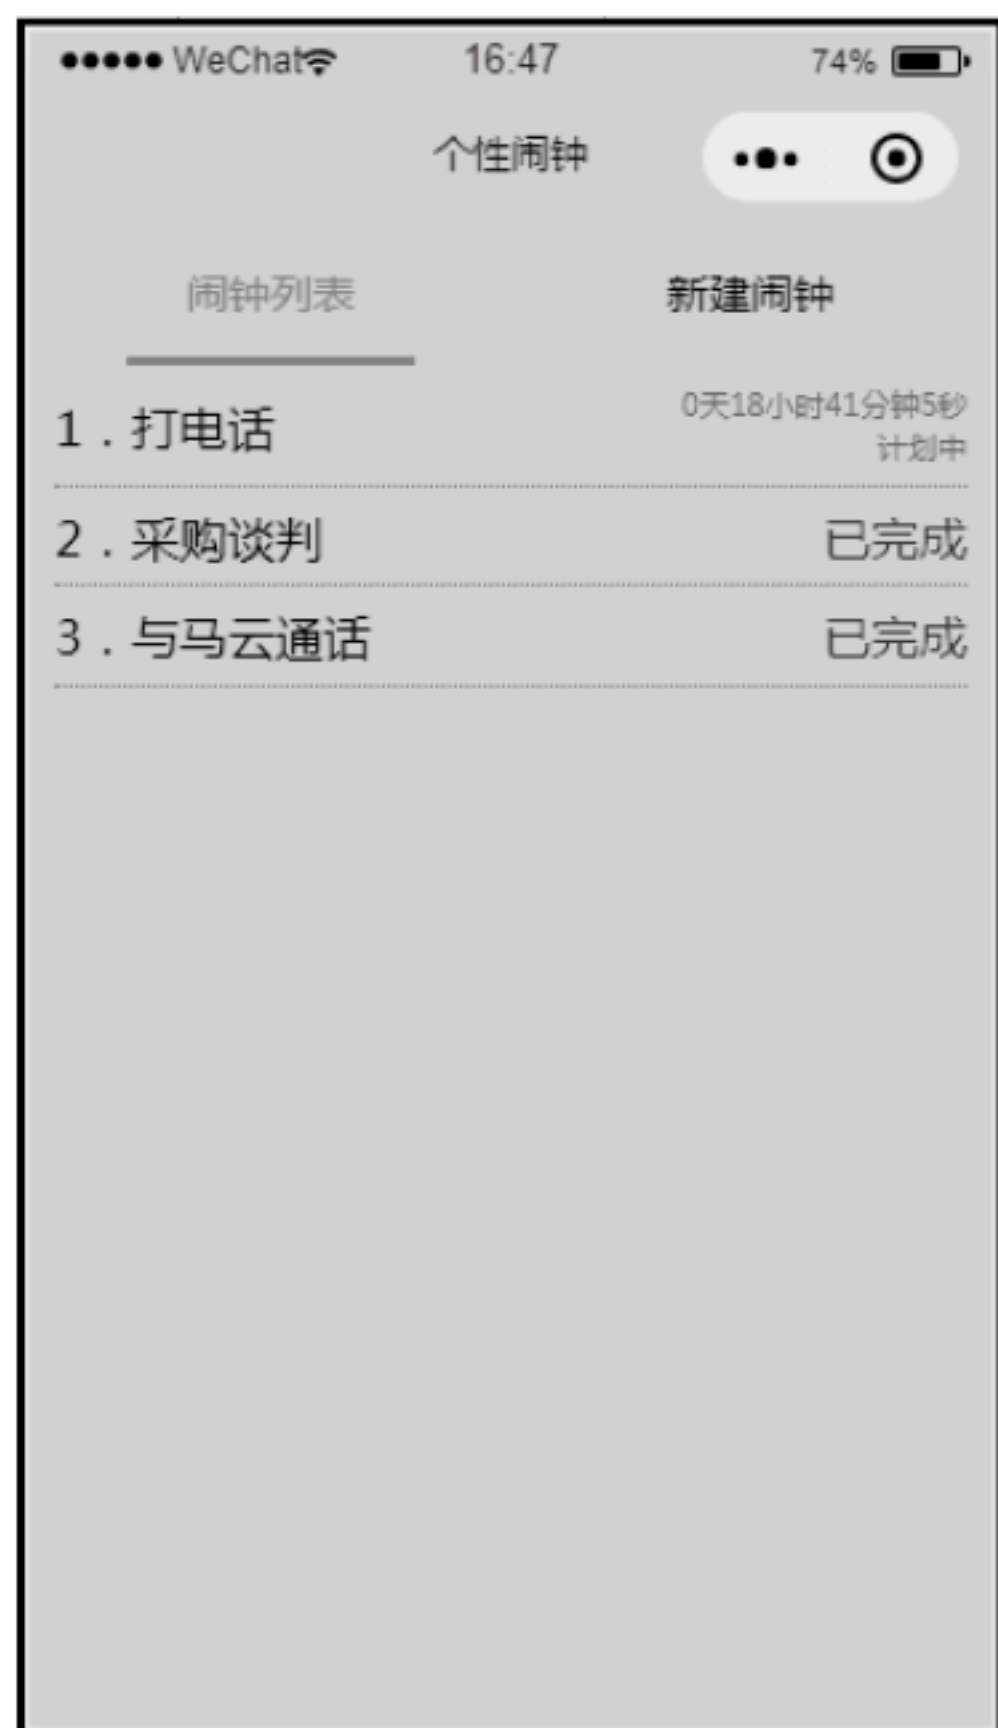 WeChat 16:47 74%
个性闹钟
闹钟列表 新建闹钟
0天18小时41分钟5秒
1.打电话
计划中
2.采购谈判 已完成
3.与马云通话 已完成